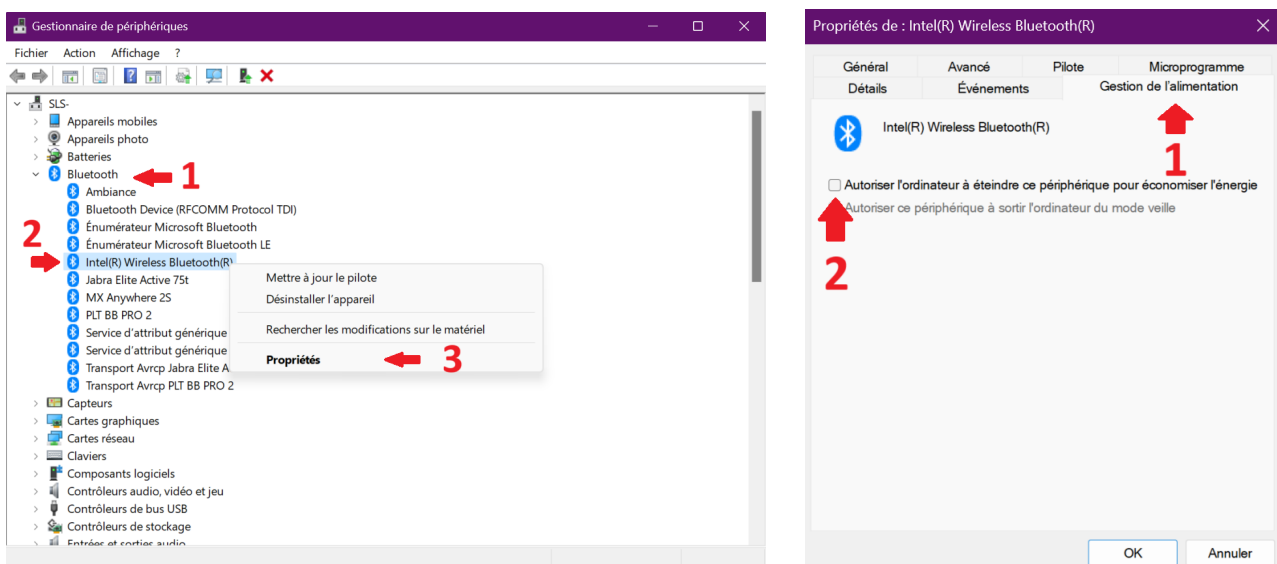 Gestionnaire de périphériques
Fichier Action Affichage ?
SLS-
Appareils mobiles
Appareils photo
Batteries
Bluetooth
1
Ambiance
Bluetooth Device (RFCOMM Protocol TDI)
Énumérateur Microsoft Bluetooth
2
Énumérateur Microsoft Bluetooth LE
Intel(R) Wireless Bluetooth(R)
Jabra Elite Active 75t
MX Anywhere 2S
PLT BB PRO 2
Service d'attribut générique
Service d'attribut générique
Transport Avrcp Jabra Elite A
Transport Avrcp PLT BB PRO 2
Mettre à jour le pilote
Désinstaller l'appareil
Rechercher les modifications sur le matériel
Propriétés
3
Capteurs
Cartes graphiques
Cartes réseau
Claviers
Composants logiciels
Contrôleurs audio, vidéo et jeu
Contrôleurs de bus USB
Contrôleurs de stockage
Entrées et sorties audio
Propriétés de : Intel(R) Wireless Bluetooth(R)
Général Avancé Pilote Microprogramme
Détails Événements Gestion de l'alimentation
Intel(R) Wireless Bluetooth(R)
1
Autoriser l'ordinateur à éteindre ce périphérique pour économiser l'énergie
Autoriser ce périphérique à sortir l'ordinateur du mode veille
2
OK Annuler